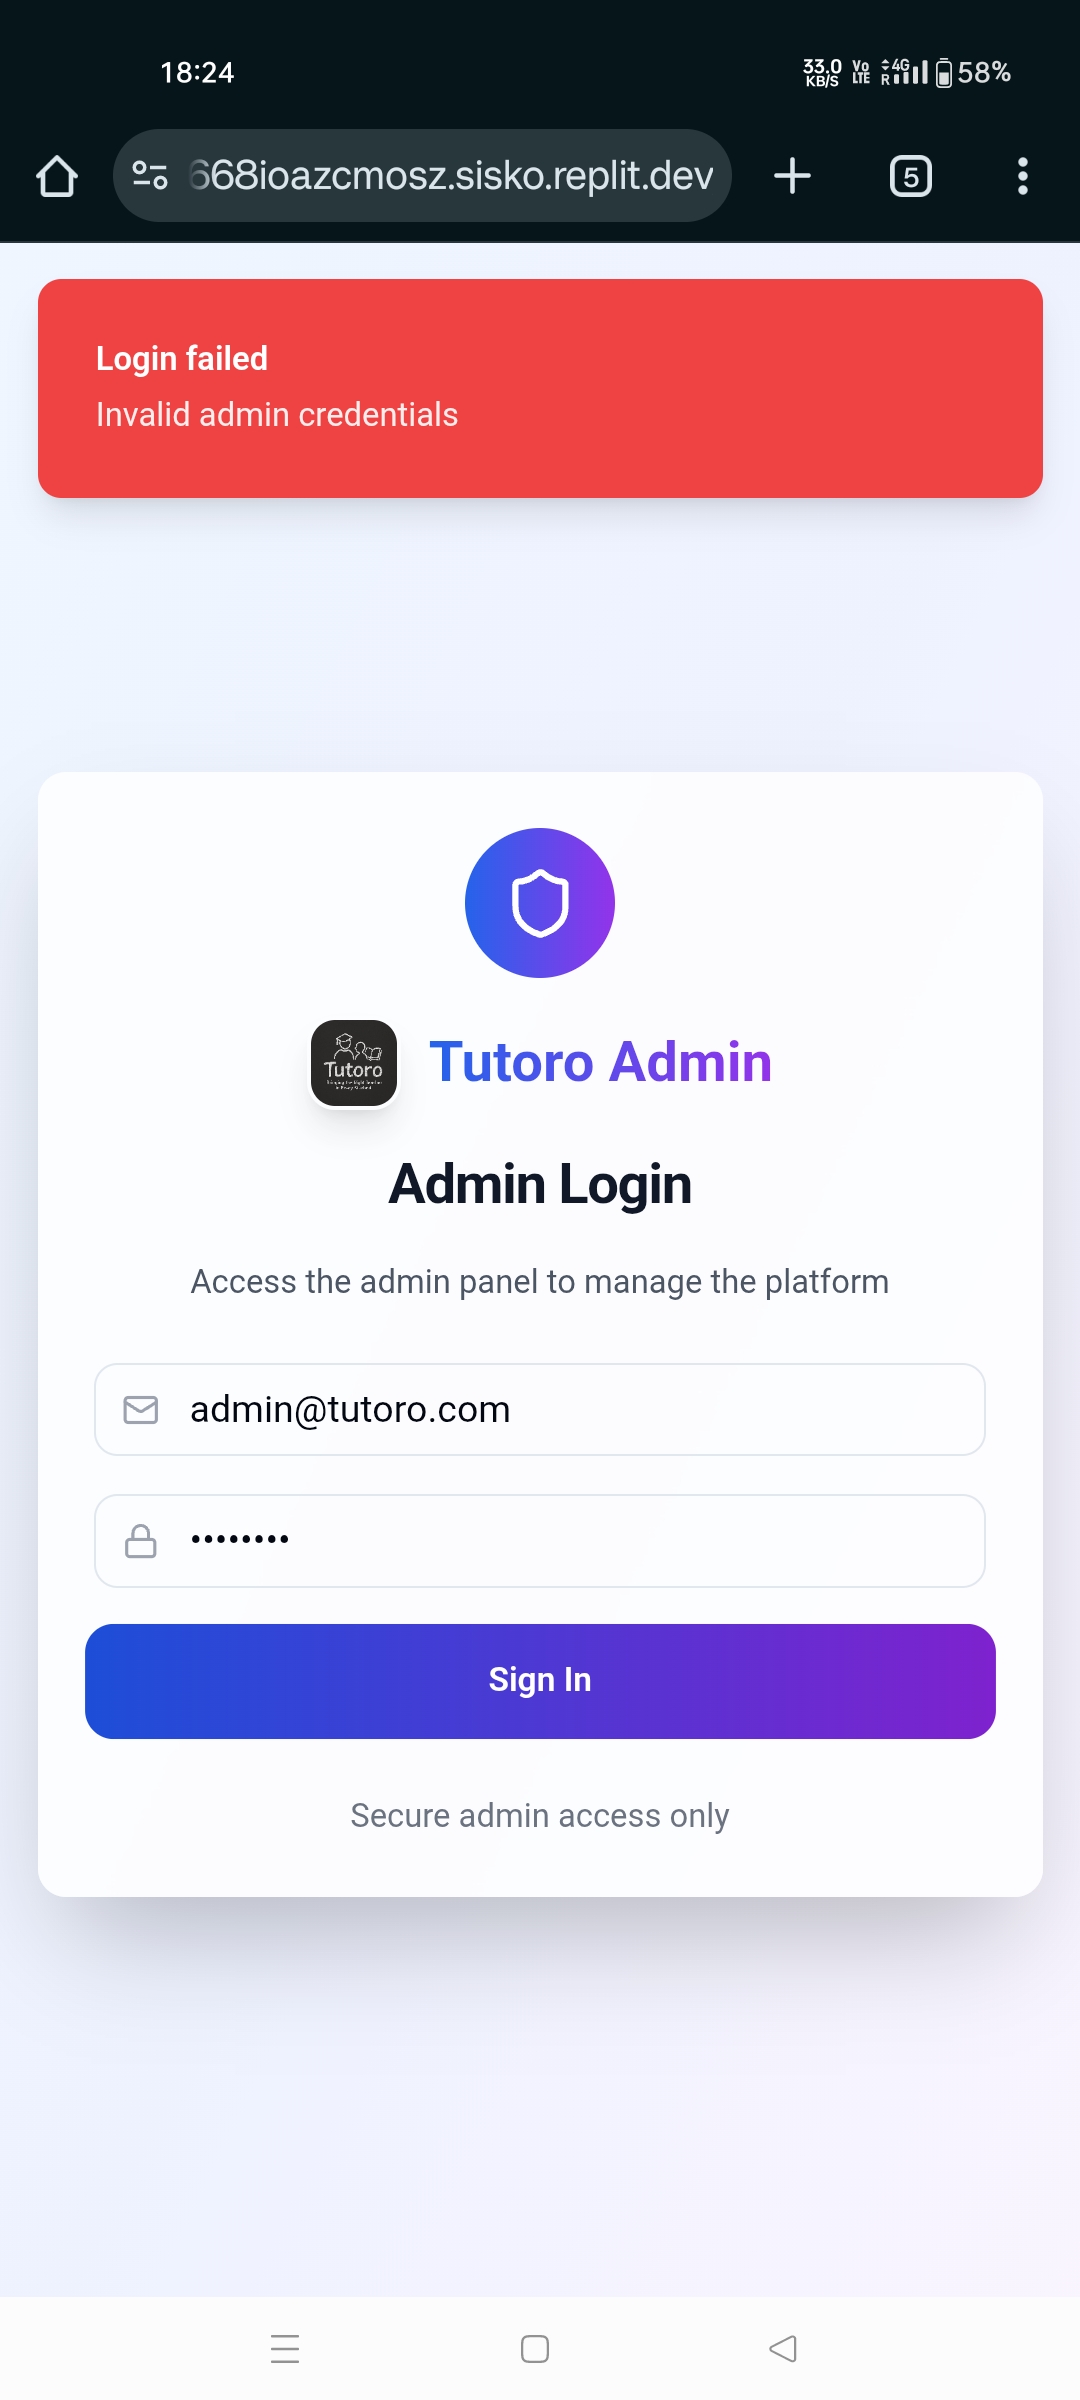 18:24
33.0 KB/S Vo LTE 4G R 58%
668ioazcmosz.sisko.replit.dev
5
Login failed
Invalid admin credentials
Tutoro
Tutoro Admin
Admin Login
Access the admin panel to manage the platform
admin@tutoro.com
••••••••
Sign In
Secure admin access only